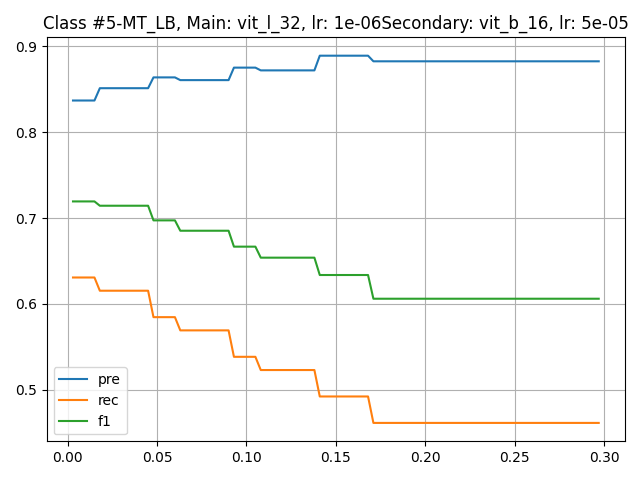 Class #5-MT_LB, Main: vit_l_32, lr: 1e-06Secondary: vit_b_16, lr: 5e-05
0.9
0.8
0.7
0.6
0.5
pre
rec
f1
0.00 0.05 0.10 0.15 0.20 0.25 0.30